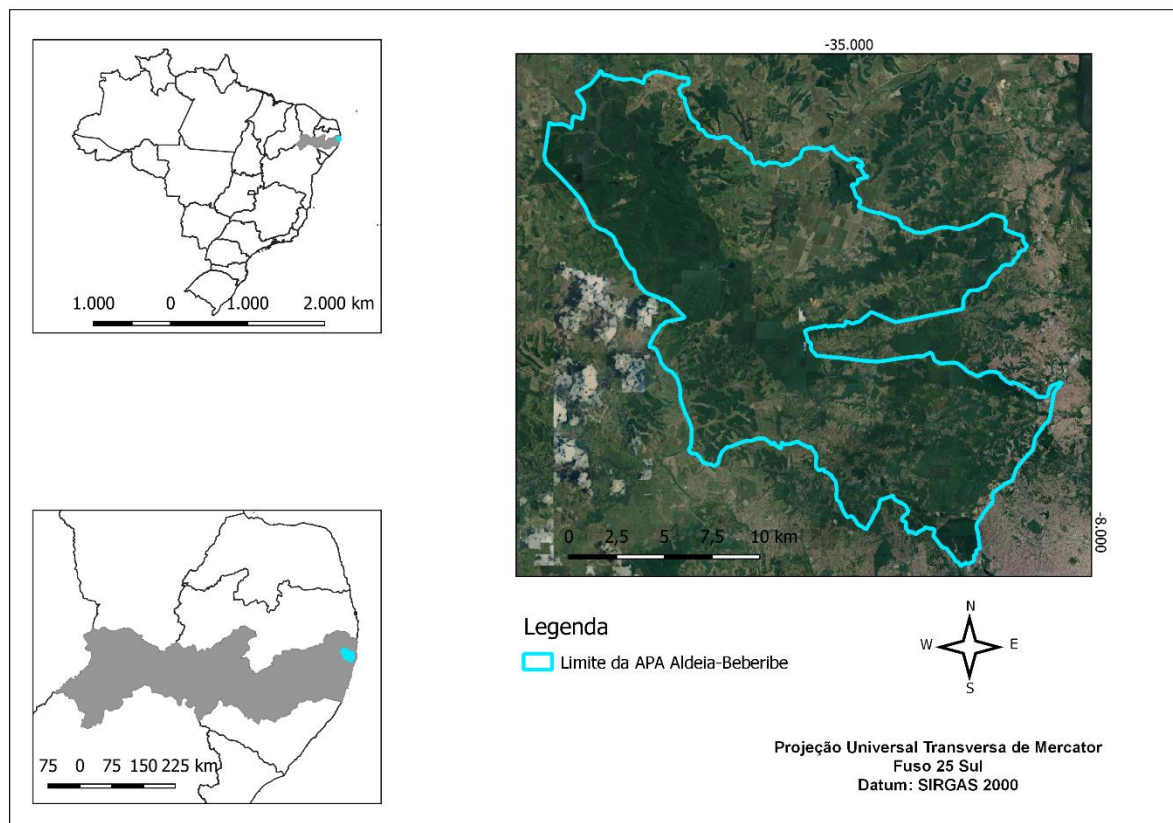 1.000 0 1.000 2.000 km
-35.000
-8.000
0 2,5 5 7,5 10 km
75 0 75 150 225 km
Legenda
Limite da APA Aldeia-Beberibe
N
W E
S
Projeção Universal Transversa de Mercator
Fuso 25 Sul
Datum: SIRGAS 2000